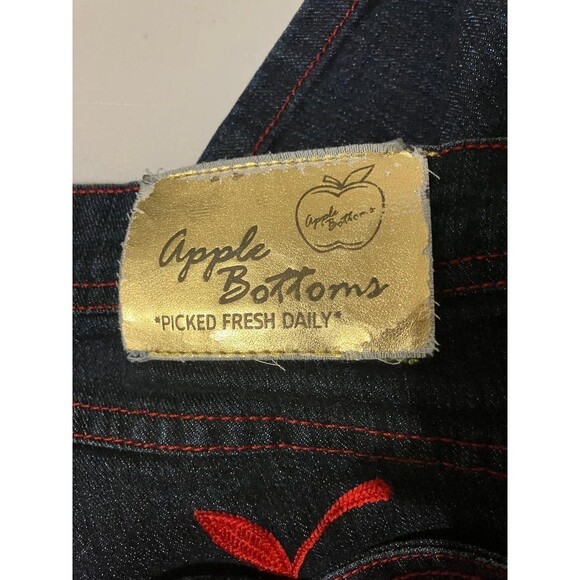 Apple Bottoms
Apple
Bottoms
*PICKED FRESH DAILY*